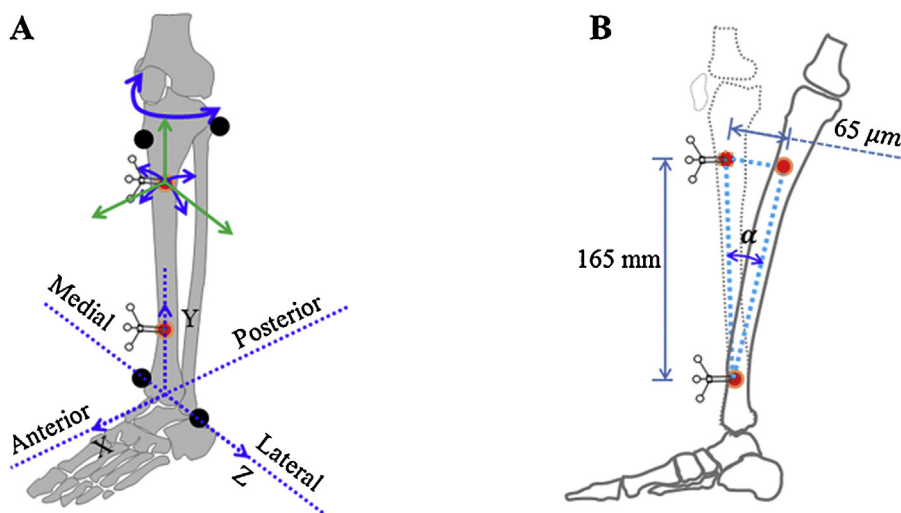 A
B
65 μm
165 mm
α
Medial
Y
Posterior
Anterior
X
Lateral
Z